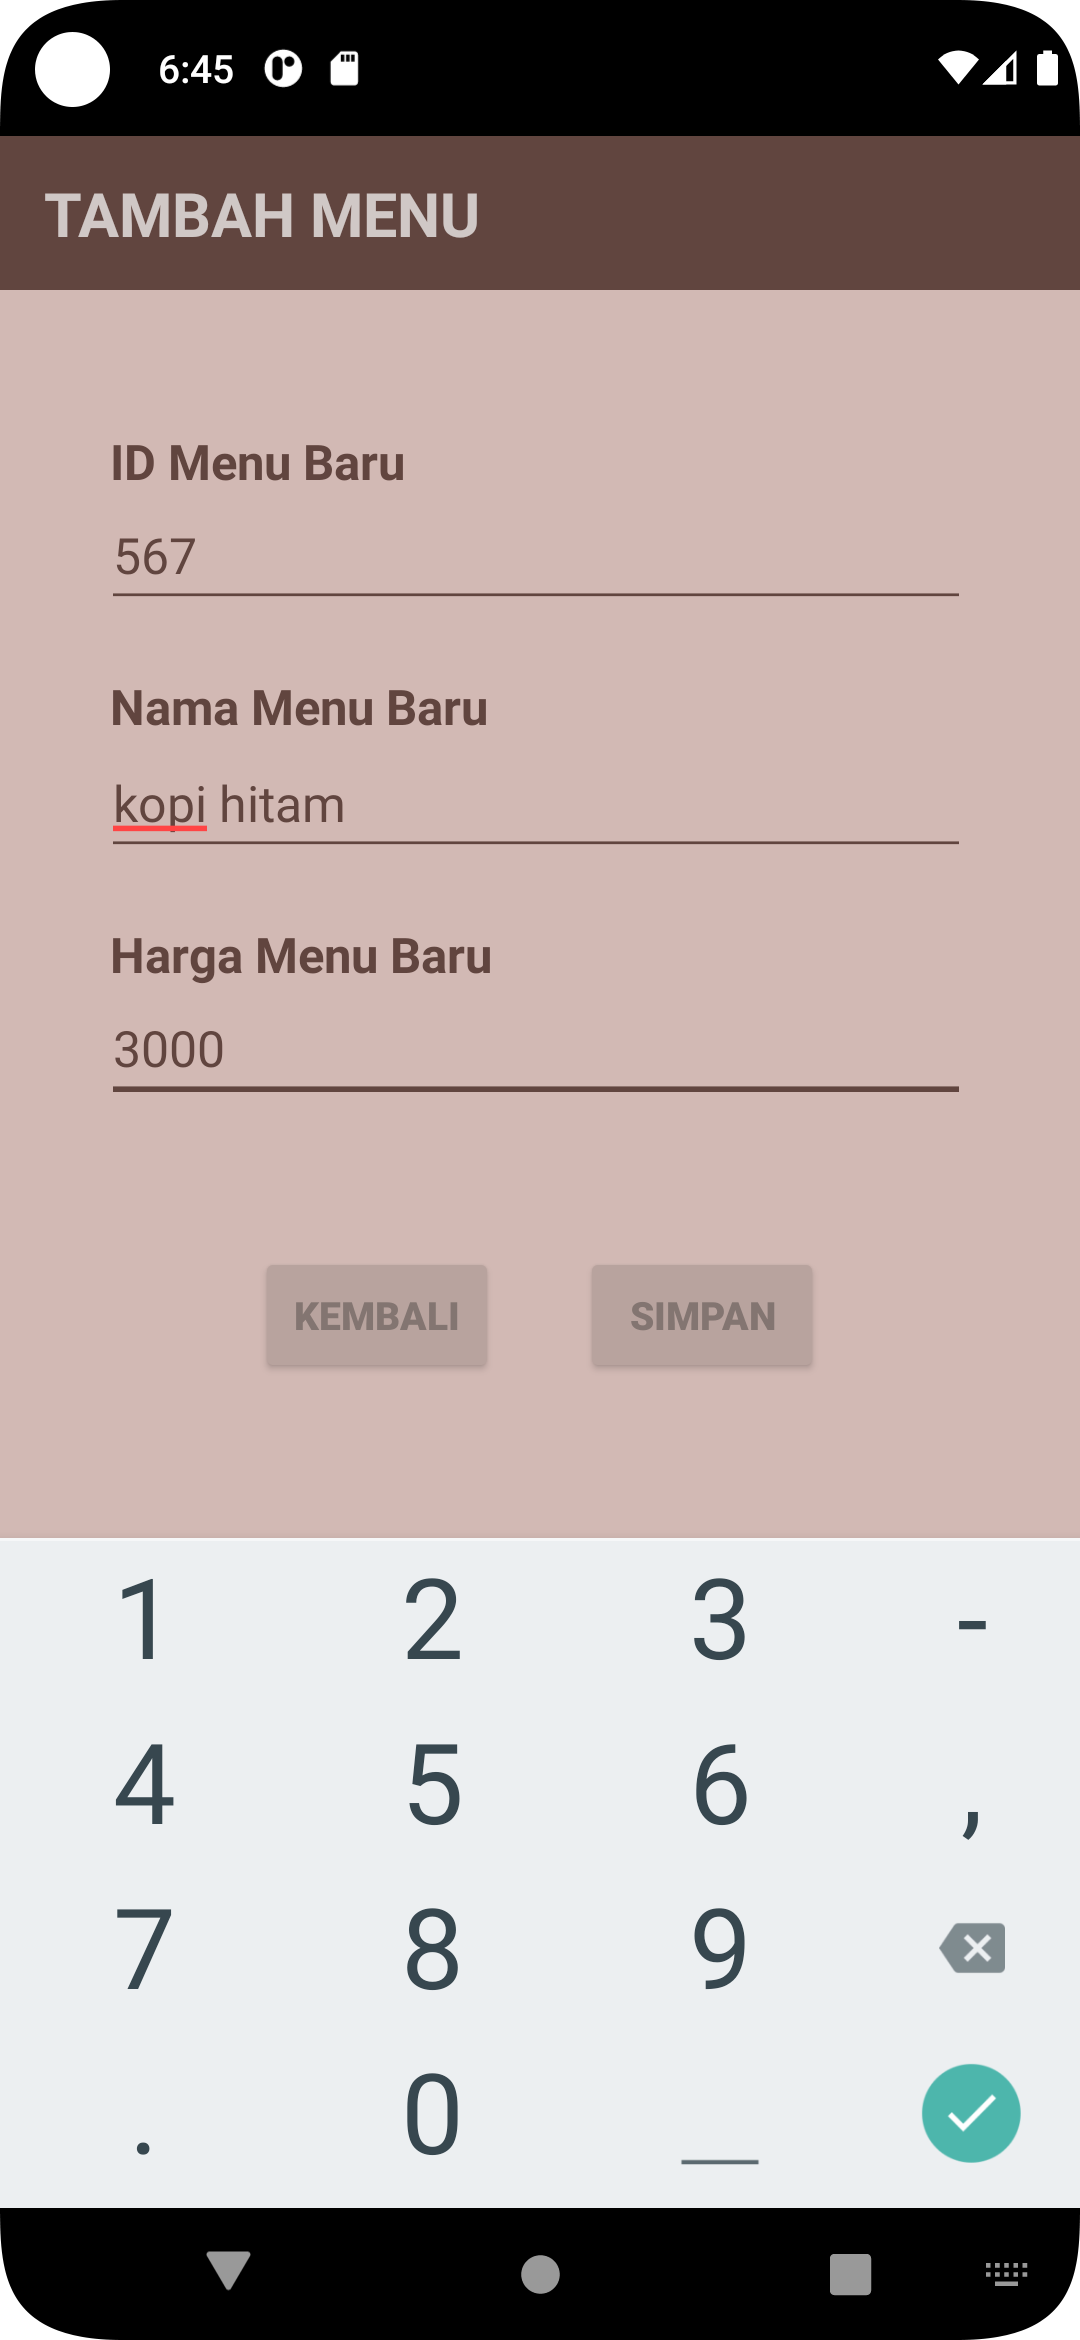 6:45
TAMBAH MENU
ID Menu Baru
567
Nama Menu Baru
kopi hitam
Harga Menu Baru
3000
KEMBALI SIMPAN
1 2 3 -
4 5 6 ,
7 8 9
. 0